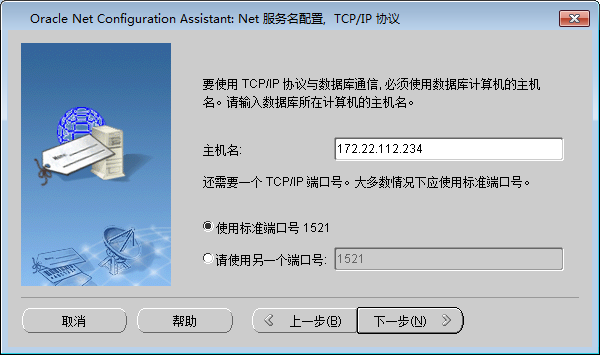 Oracle Net Configuration Assistant: Net 服务名配置, TCP/IP 协议
要使用 TCP/IP 协议与数据库通信, 必须使用数据库计算机的主机
名。请输入数据库所在计算机的主机名。
主机名: 172.22.112.234
还需要一个 TCP/IP 端口号。大多数情况下应使用标准端口号。
使用标准端口号 1521
请使用另一个端口号: 1521
取消 帮助 上一步(B) 下一步(N)